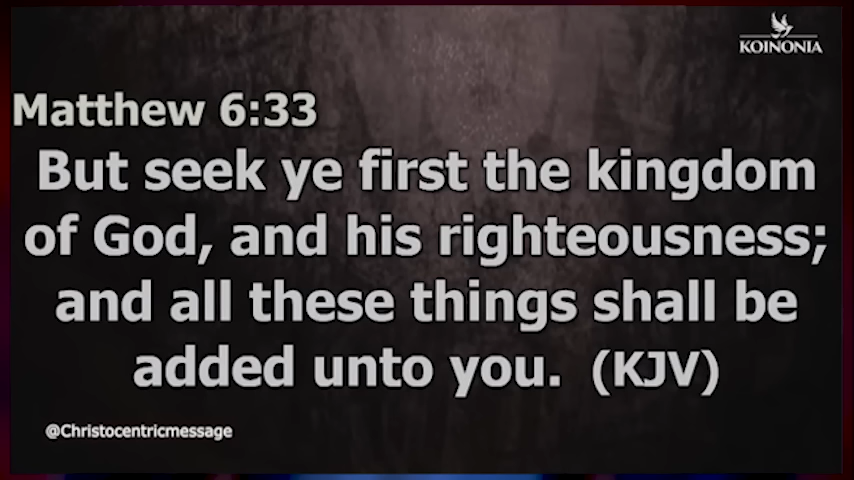 KOINONIA
Matthew 6:33
But seek ye first the kingdom
of God, and his righteousness;
and all these things shall be
added unto you. (KJV)
@Christocentricmessage